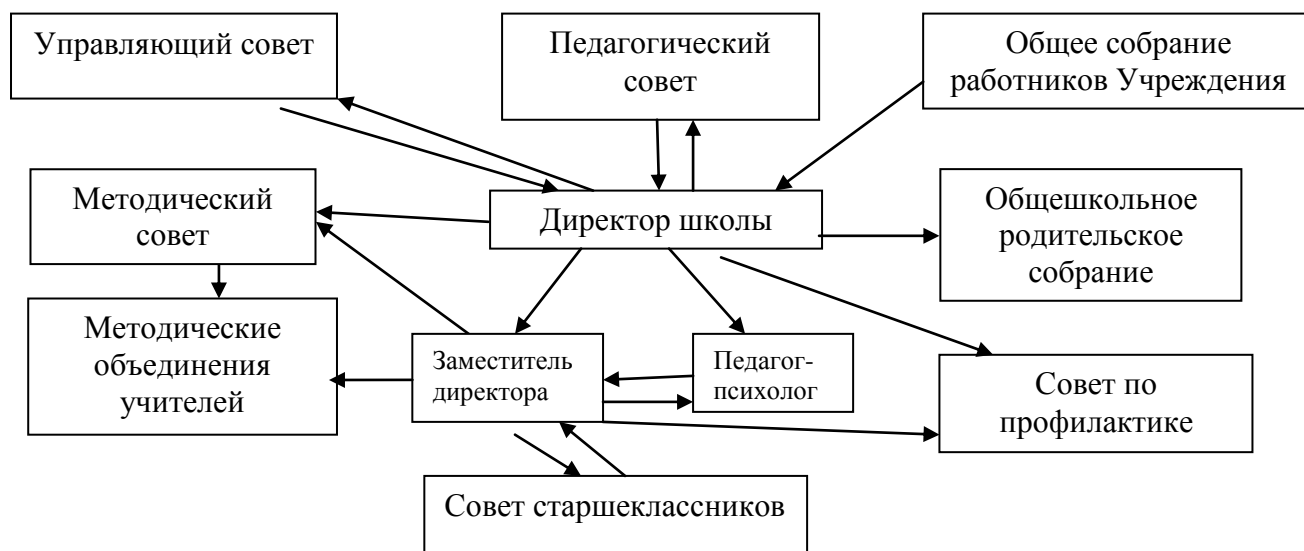 Управляющий совет
Педагогический
совет
Общее собрание
работников Учреждения
Методический
совет
Директор школы
Общешкольное
родительское
собрание
Методические
объединения
учителей
Заместитель
директора
Педагог-
психолог
Совет по
профилактике
Совет старшеклассников